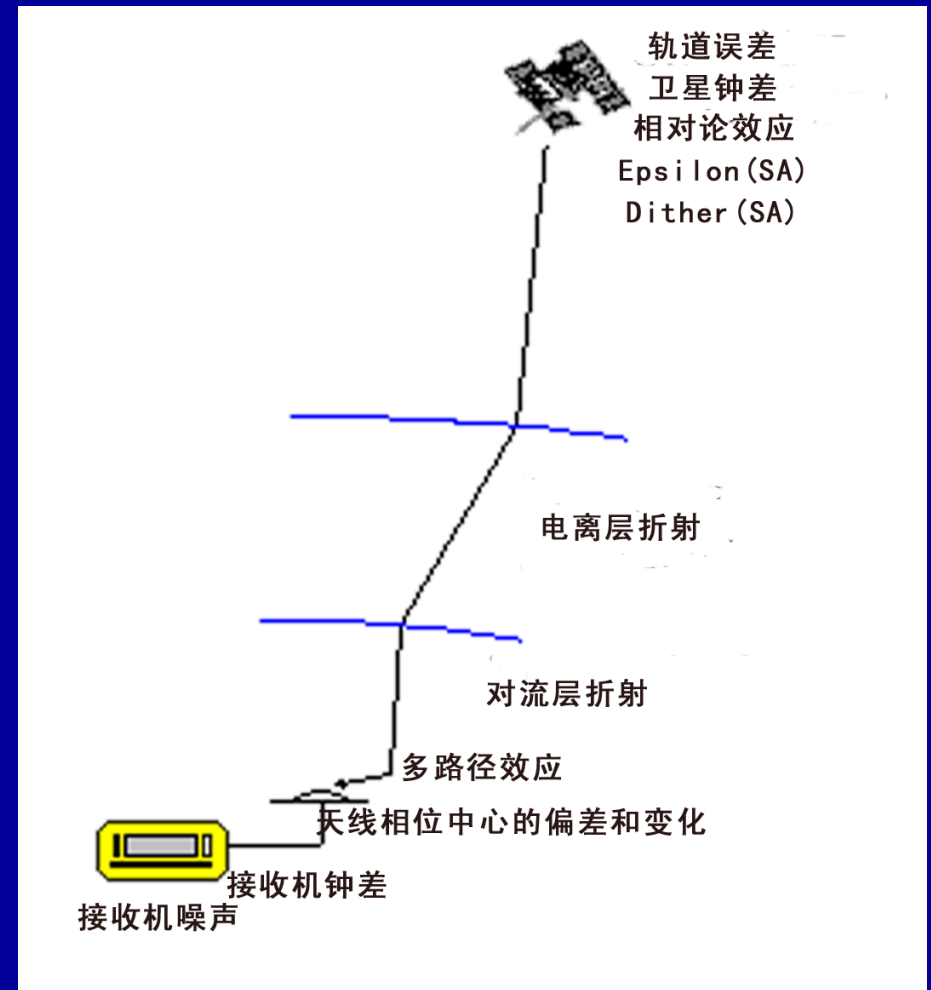 轨道误差
卫星钟差
相对论效应
Epsilon(SA)
Dither(SA)
电离层折射
对流层折射
多路径效应
天线相位中心的偏差和变化
接收机钟差
接收机噪声